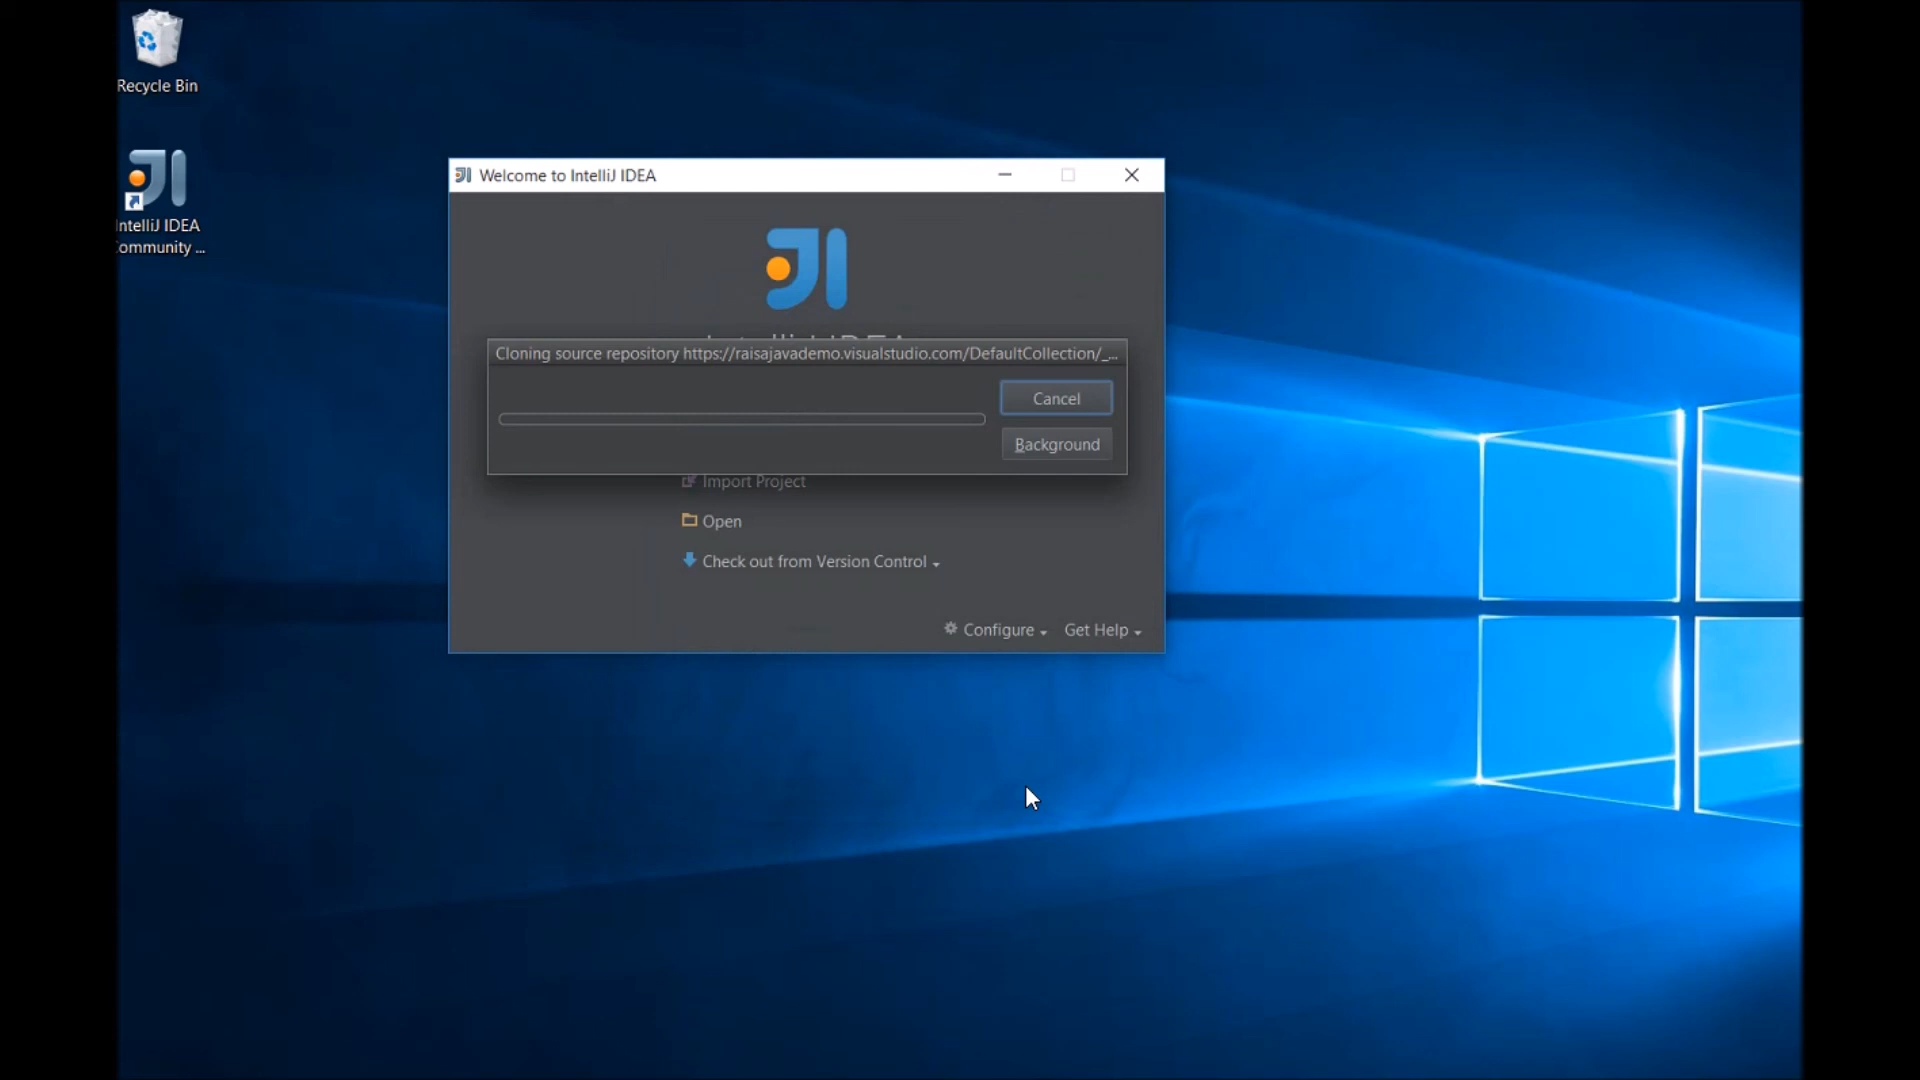 Recycle Bin
IntelliJ IDEA
Community ...
Welcome to IntelliJ IDEA
Cloning source repository https://raisajavademo.visualstudio.com/DefaultCollection/_...
Cancel
Background
Import Project
Open
Check out from Version Control
Configure
Get Help